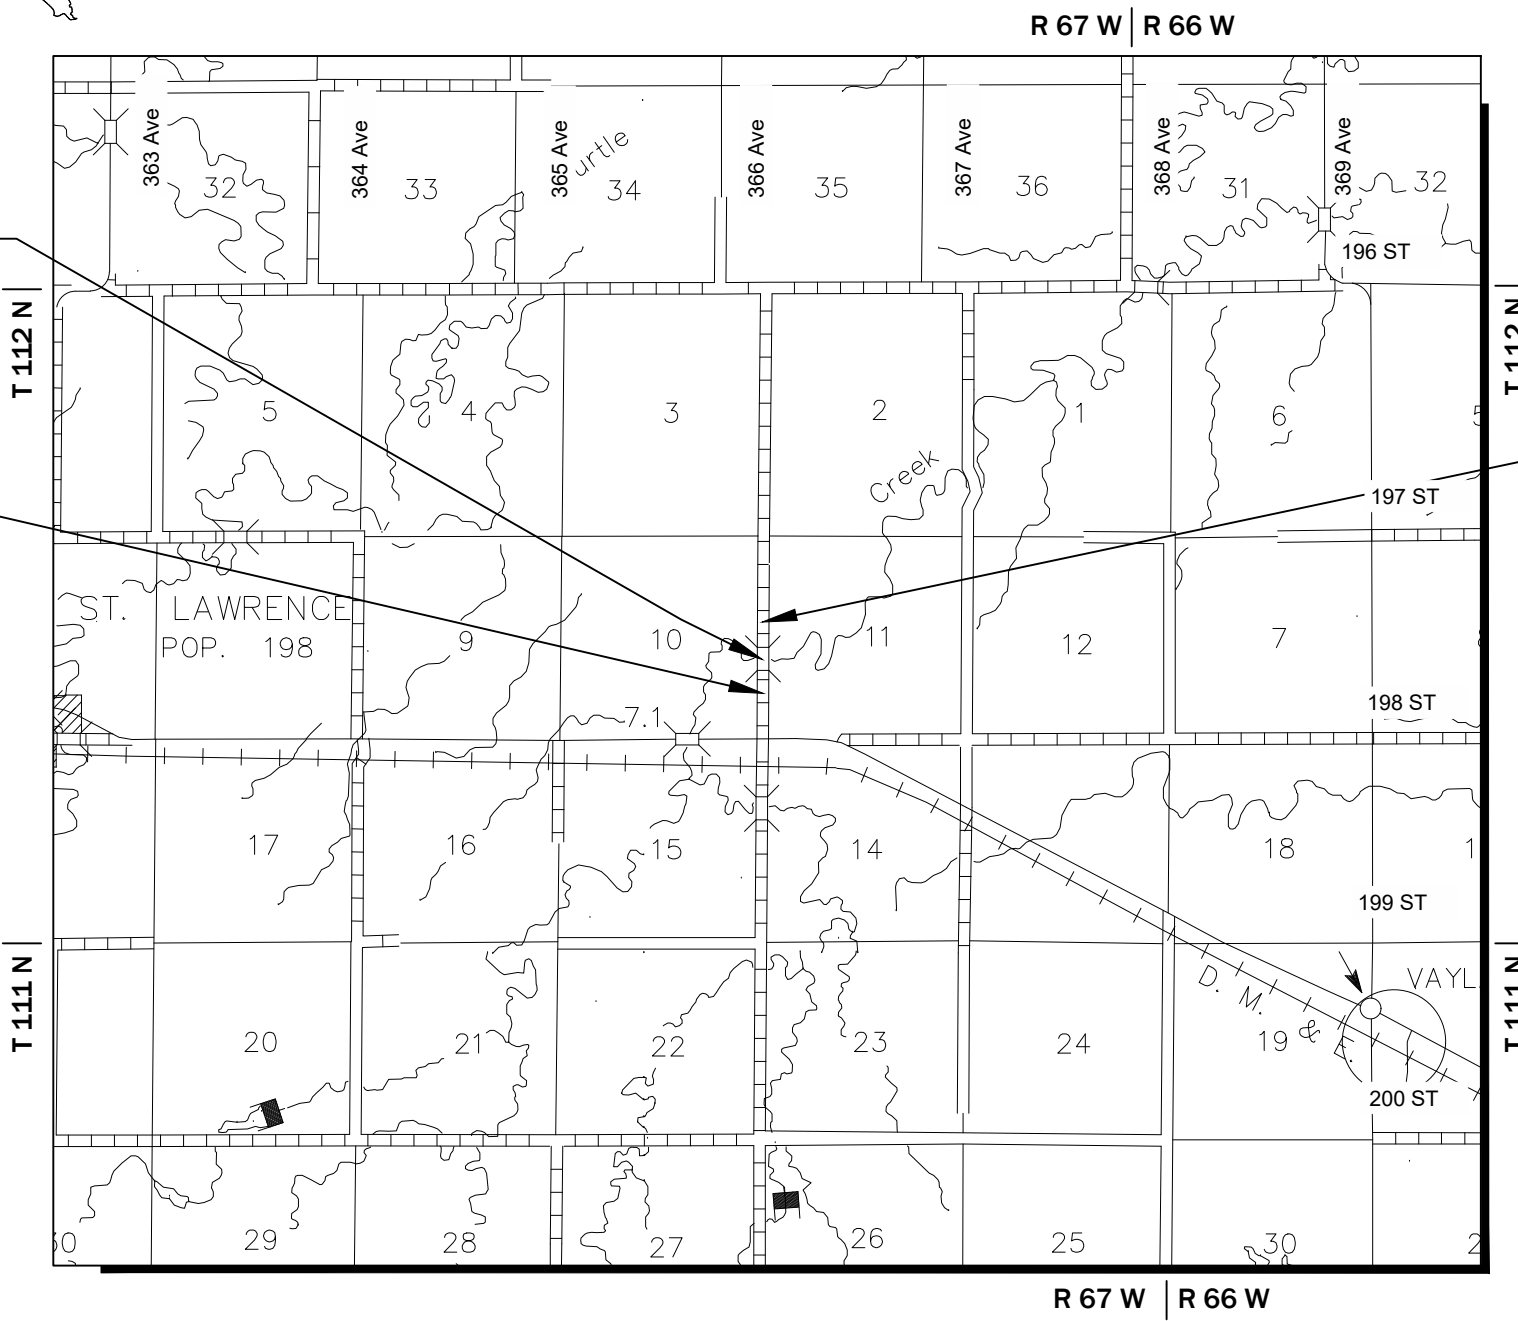 R 67 W R 66 W
363 Ave
364 Ave
365 Ave
366 Ave
367 Ave
368 Ave
369 Ave
urtle
32 33 34 35 36 31 32
196 ST
T 112 N
T 112 N
5 4 3 2 1 6 5
Creek
197 ST
ST. LAWRENCE
POP. 198
9 10 11 12 7 8
7.1
198 ST
17 16 15 14 18 1
199 ST
T 111 N
T 111 N
VAYL
D. M. & E.
20 21 22 23 24 19
200 ST
30 29 28 27 26 25 30 2
R 67 W R 66 W